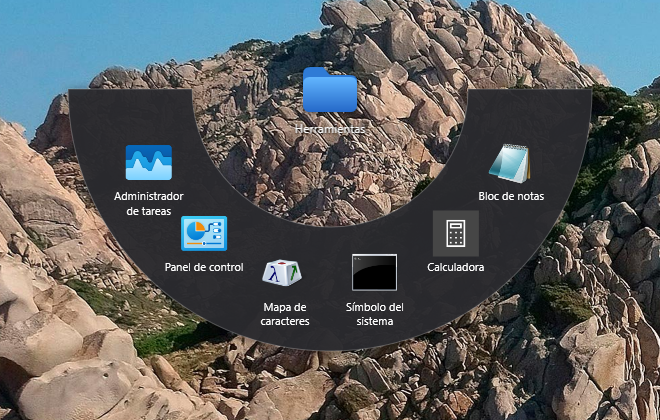 Herramientas
Administrador
de tareas
Panel de control
Mapa de
caracteres
Símbolo del
sistema
Calculadora
Bloc de notas